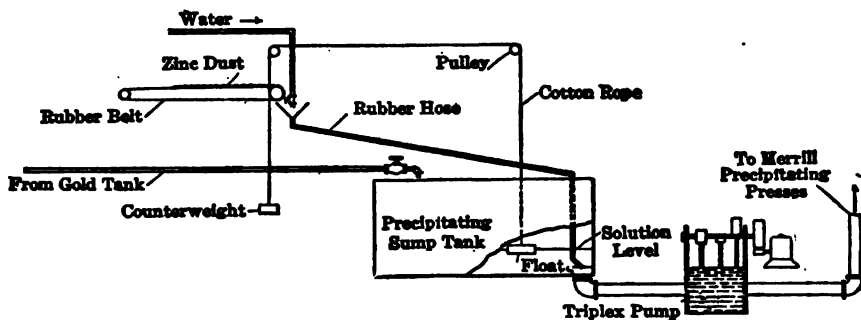 Water →
Zinc Dust
Pulley
Rubber Belt
Rubber Hose
Cotton Rope
From Gold Tank
To Merrill
Precipitating
Presses
Counterweight
Precipitating
Sump Tank
Solution
Level
Float
Triplex Pump